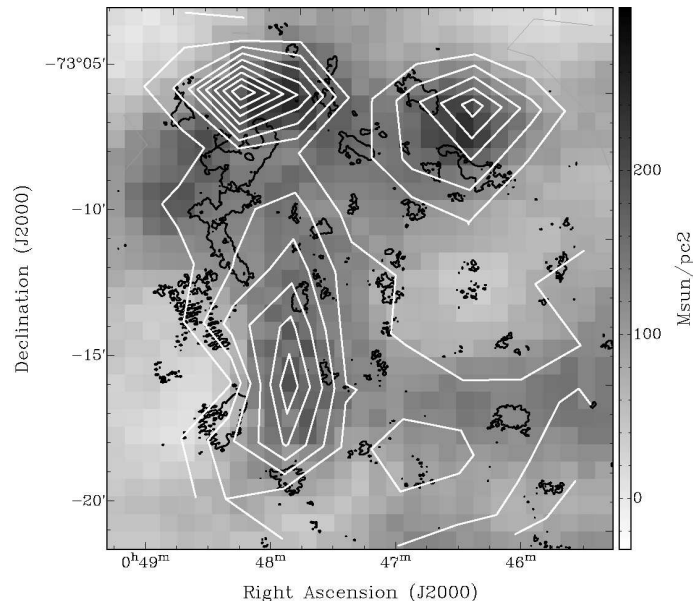 −73°05′
−10′
−15′
−20′
Declination (J2000)
0ʰ49ᵐ
48ᵐ
47ᵐ
46ᵐ
Right Ascension (J2000)
200
100
0
Msun/pc2